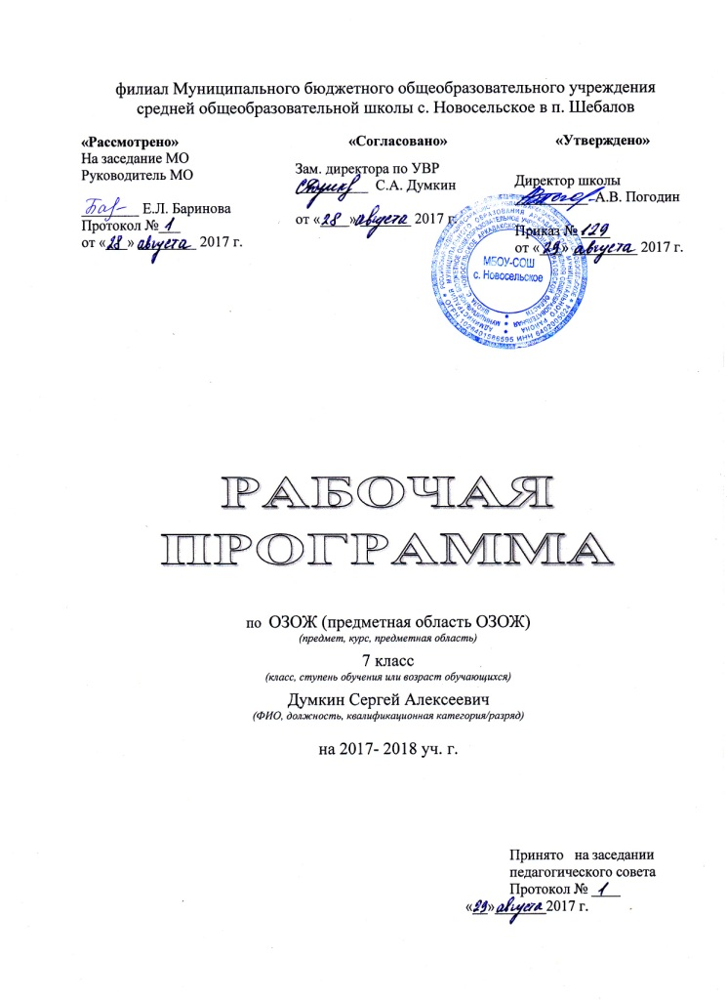 филиал Муниципального бюджетного общеобразовательного учреждения
средней общеобразовательной школы с. Новосельское в п. Шебалов
«Рассмотрено»
На заседание МО
Руководитель МО
Е.Л. Баринова
Протокол № 1
от «28» августа 2017 г.
«Согласовано»
Зам. директора по УВР
С.А. Думкин
от «28» августа 2017 г.
«Утверждено»
Директор школы
А.В. Погодин
Приказ № 129
от «29» августа 2017 г.
МБОУ-СОШ
с. Новосельское
РАБОЧАЯ
ПРОГРАММА
по ОЗОЖ (предметная область ОЗОЖ)
(предмет, курс, предметная область)
7 класс
(класс, ступень обучения или возраст обучающихся)
Думкин Сергей Алексеевич
(ФИО, должность, квалификационная категория/разряд)
на 2017- 2018 уч. г.
Принято на заседании
педагогического совета
Протокол № 1
«29» августа 2017 г.